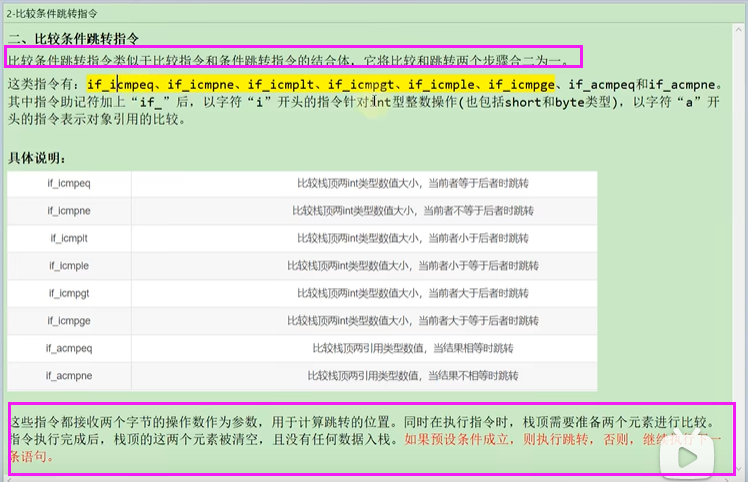 2-比较条件跳转指令
二、比较条件跳转指令
比较条件跳转指令类似于比较指令和条件跳转指令的结合体，它将比较和跳转两个步骤合二为一。
这类指令有：if_icmpeq、if_icmpne、if_icmplt、if_icmpgt、if_icmple、if_icmpge、if_acmpeq和if_acmpne。
其中指令助记符加上“if_”后，以字符“i”开头的指令针对int型整数操作(也包括short和byte类型)，以字符“a”开
头的指令表示对象引用的比较。
具体说明：
if_icmpeq 比较栈顶两int类型数值大小，当前者等于后者时跳转
if_icmpne 比较栈顶两int类型数值大小，当前者不等于后者时跳转
if_icmplt 比较栈顶两int类型数值大小，当前者小于后者时跳转
if_icmple 比较栈顶两int类型数值大小，当前者小于等于后者时跳转
if_icmpgt 比较栈顶两int类型数值大小，当前者大于后者时跳转
if_icmpge 比较栈顶两int类型数值大小，当前者大于等于后者时跳转
if_acmpeq 比较栈顶两引用类型数值，当结果相等时跳转
if_acmpne 比较栈顶两引用类型数值，当结果不相等时跳转
这些指令都接收两个字节的操作数作为参数，用于计算跳转的位置。同时在执行指令时，栈顶需要准备两个元素进行比较。
指令执行完成后，栈顶的这两个元素被清空，且没有任何数据入栈。如果预设条件成立，则执行跳转，否则，继续执行下一
条语句。